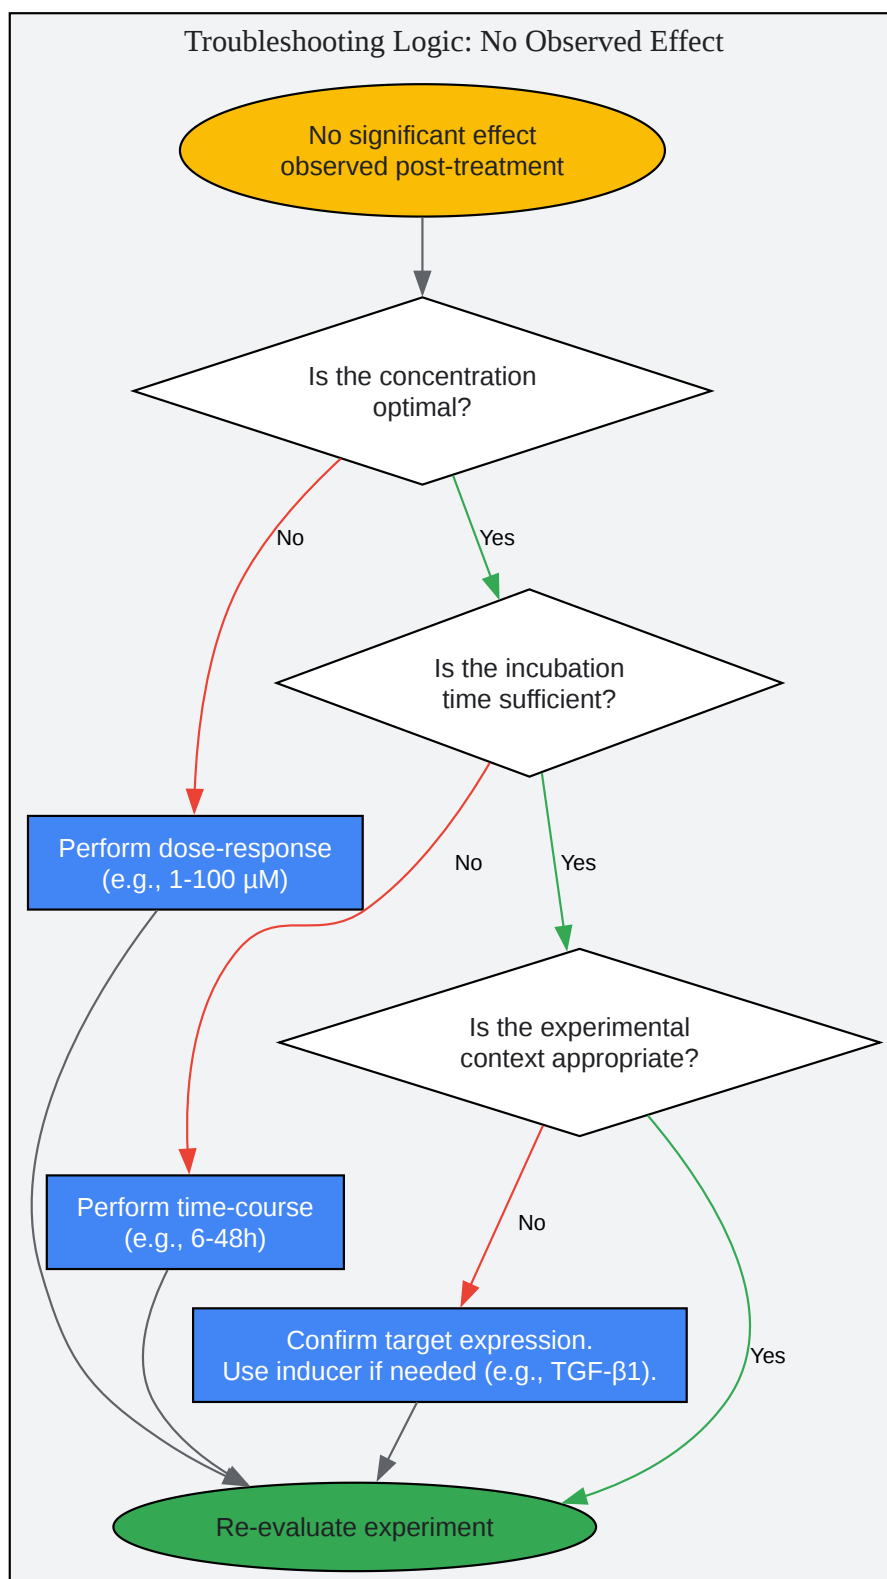 Troubleshooting Logic: No Observed Effect
No significant effect
observed post-treatment
Is the concentration
optimal?
No
Yes
Is the incubation
time sufficient?
Perform dose-response
(e.g., 1-100 µM)
No
Yes
Is the experimental
context appropriate?
Perform time-course
(e.g., 6-48h)
No
Confirm target expression.
Use inducer if needed (e.g., TGF-β1).
Yes
Re-evaluate experiment